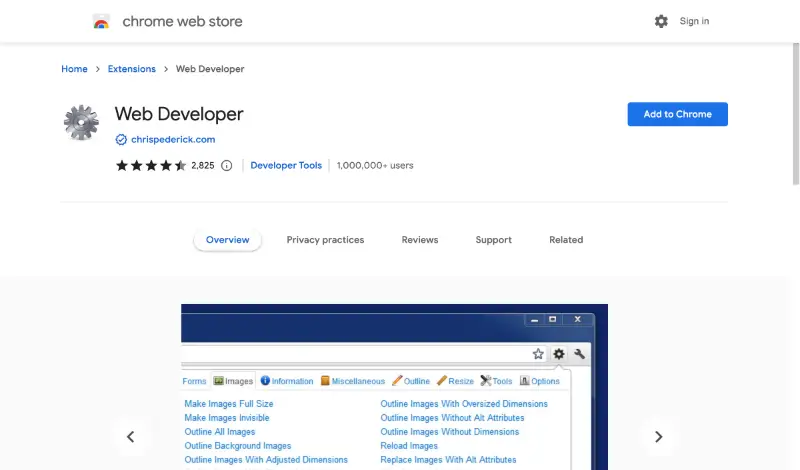 chrome web store
Sign in
Home > Extensions > Web Developer
Web Developer
Add to Chrome
chrispederick.com
2,825
Developer Tools
1,000,000+ users
Overview
Privacy practices
Reviews
Support
Related
Forms Images Information Miscellaneous Outline Resize Tools Options
Make Images Full Size
Make Images Invisible
Outline All Images
Outline Background Images
Outline Images With Adjusted Dimensions
Outline Images With Oversized Dimensions
Outline Images Without Alt Attributes
Outline Images Without Dimensions
Reload Images
Replace Images With Alt Attributes